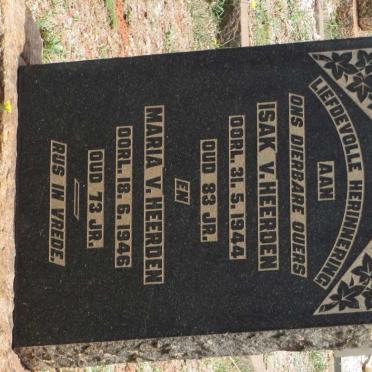 LIEFDEVOLLE HERINNERING
AAN
DIS DIERBARE OUERS
ISAK V. HEERDEN
OORL. 31.5.1944
OUD 83 JR.
EN
MARIA V. HEERDEN
OORL. 18.6.1946
OUD 73 JR.
RUS IN VREDE.